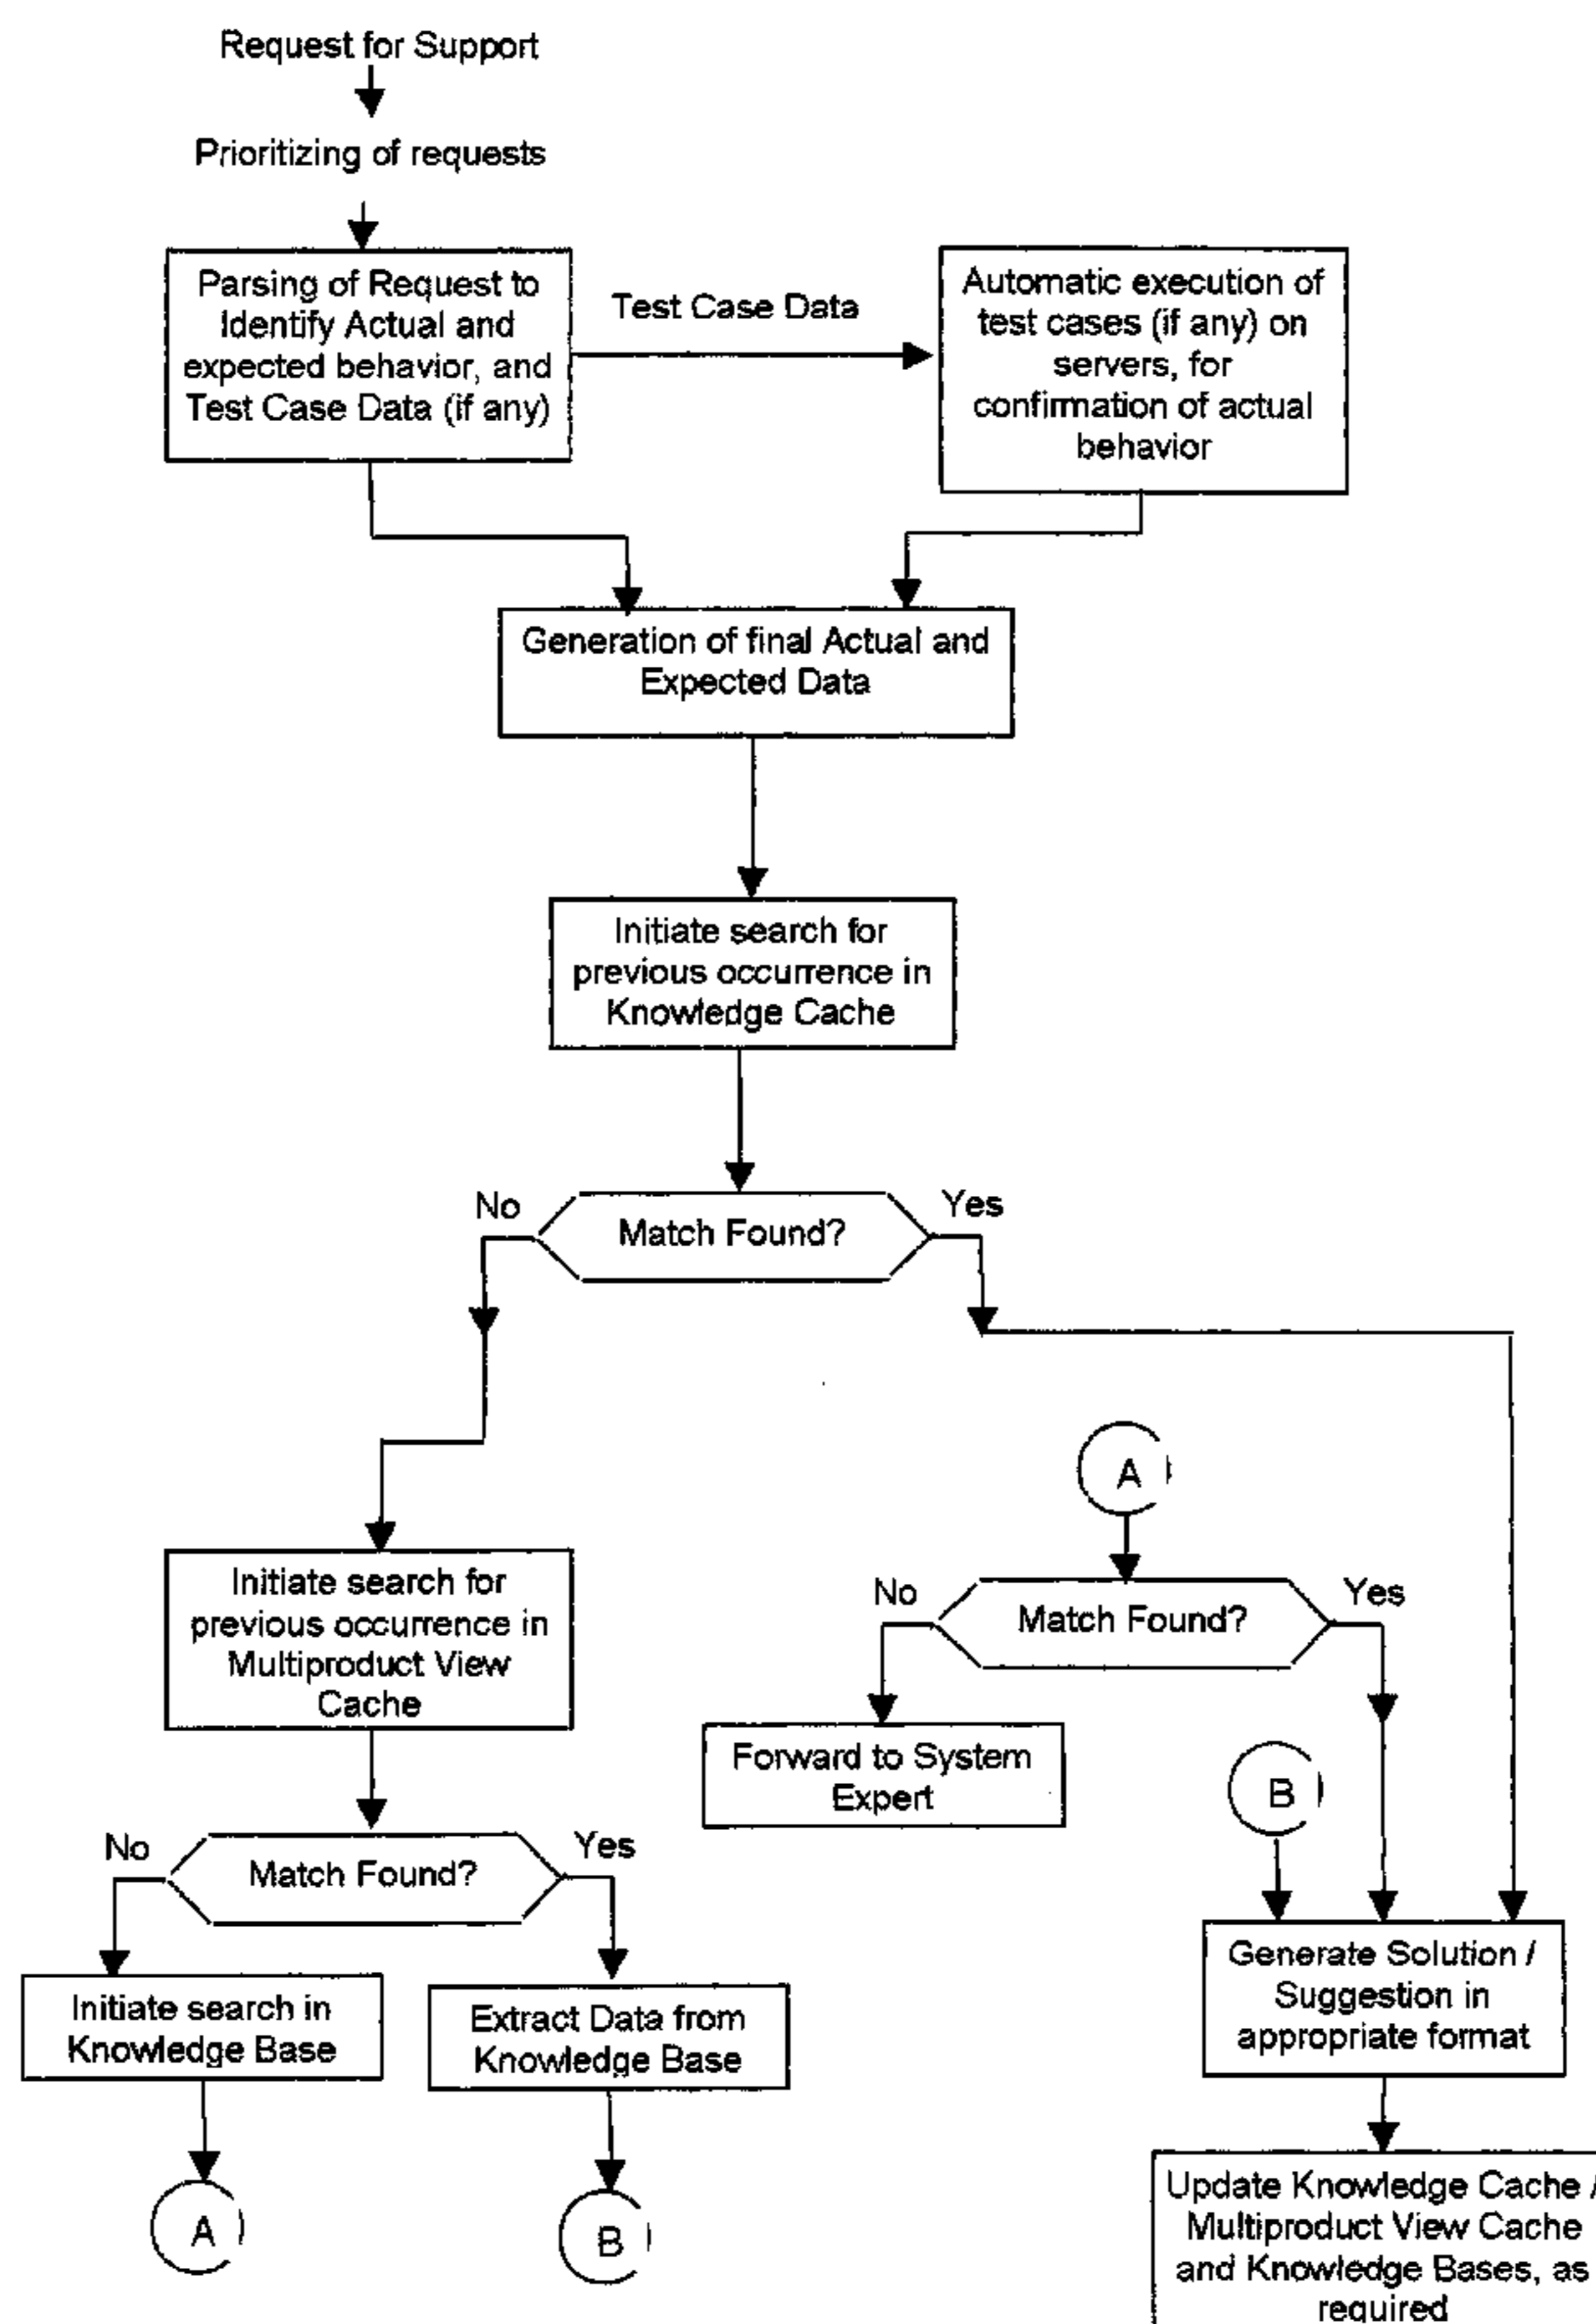 Request for Support
Prioritizing of requests
Parsing of Request to
Identify Actual and
expected behavior, and
Test Case Data (if any)
Test Case Data
Automatic execution of
test cases (if any) on
servers, for
confirmation of actual
behavior
Generation of final Actual and
Expected Data
Initiate search for
previous occurrence in
Knowledge Cache
No
Match Found?
Yes
Initiate search for
previous occurrence in
Multiproduct View
Cache
No
Match Found?
Yes
Initiate search in
Knowledge Base
Extract Data from
Knowledge Base
A
B
A
No
Match Found?
Yes
Forward to System
Expert
B
Generate Solution /
Suggestion in
appropriate format
Update Knowledge Cache /
Multiproduct View Cache
and Knowledge Bases, as
required